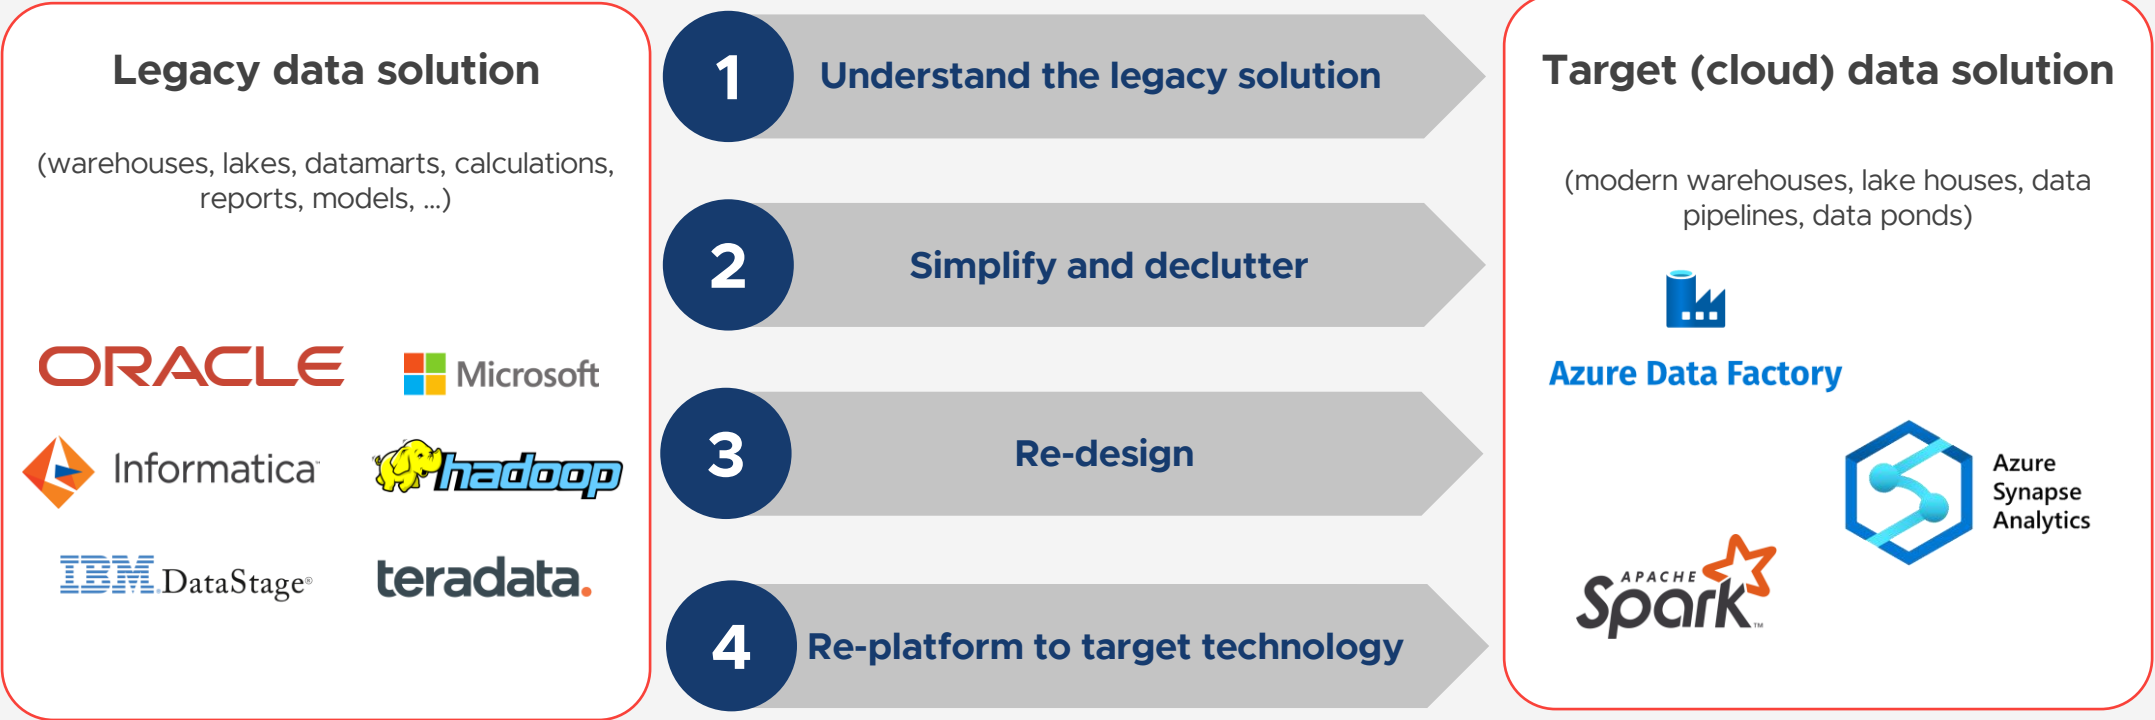 Legacy data solution
(warehouses, lakes, datamarts, calculations,
reports, models, ...)
ORACLE
Microsoft
Informatica
hadoop
IBM DataStage®
teradata.
1
Understand the legacy solution
2
Simplify and declutter
3
Re-design
4
Re-platform to target technology
Target (cloud) data solution
(modern warehouses, lake houses, data
pipelines, data ponds)
Azure Data Factory
Azure
Synapse
Analytics
APACHE
Spark™